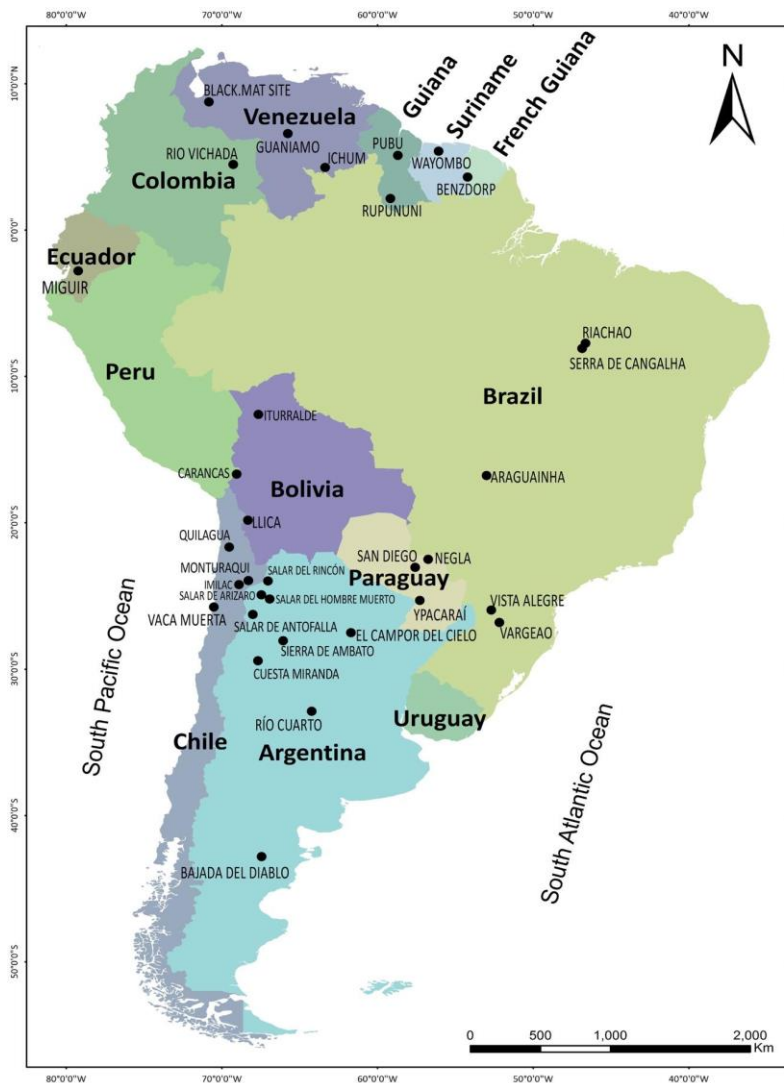 80°0'0"W 70°0'0"W 60°0'0"W 50°0'0"W 40°0'0"W
10°0'0"N
0°0'0"
10°0'0"S
20°0'0"S
30°0'0"S
40°0'0"S
50°0'0"S
N
Guiana
Suriname
French Guiana
BLACK.MAT SITE
Venezuela
GUANIAMO
ICHUM
PUBU
WAYOMBO
BENZDORP
RUPUNUNI
RIO VICHADA
Colombia
Ecuador
MIGUIR
Peru
RIACHAO
SERRA DE CANGALHA
Brazil
ITURRALDE
CARANCAS
ARAGUAINHA
Bolivia
LLICA
QUILAGUA
SAN DIEGO
NEGLA
MONTURAQUI
SALAR DEL RINCÓN
Paraguay
IMILAC
SALAR DE ARIZARO
SALAR DEL HOMBRE MUERTO
YPACARAÍ
VISTA ALEGRE
VACA MUERTA
SALAR DE ANTOFALLA
EL CAMPOR DEL CIELO
VARGEAO
SIERRA DE AMBATO
CUESTA MIRANDA
South Pacific Ocean
RÍO CUARTO
Uruguay
Chile
Argentina
South Atlantic Ocean
BAJADA DEL DIABLO
0 500 1,000 2,000
Km
80°0'0"W 70°0'0"W 60°0'0"W 50°0'0"W 40°0'0"W